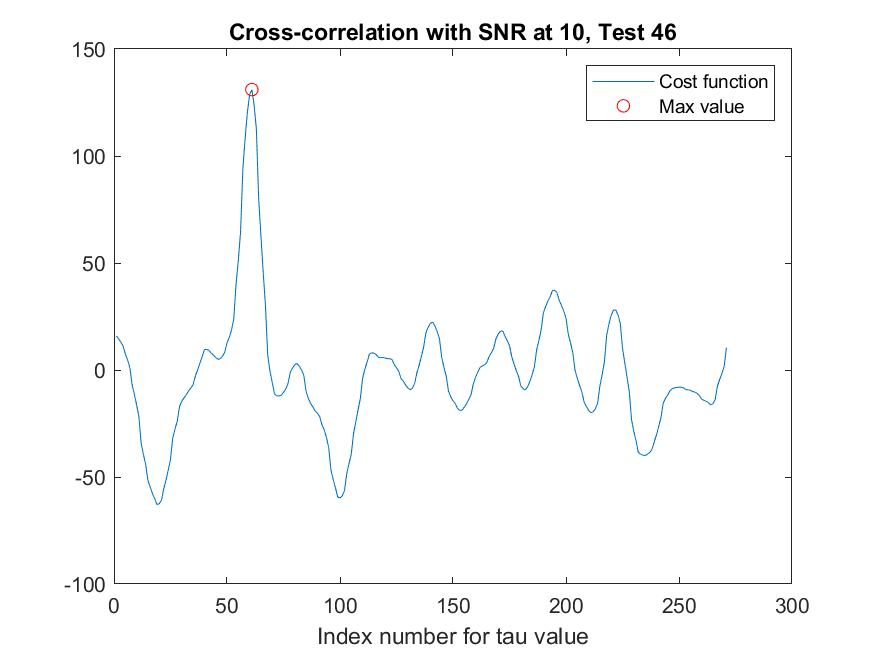 Cross-correlation with SNR at 10, Test 46
150
100
50
0
-50
-100
Cost function
Max value
0 50 100 150 200 250 300
Index number for tau value